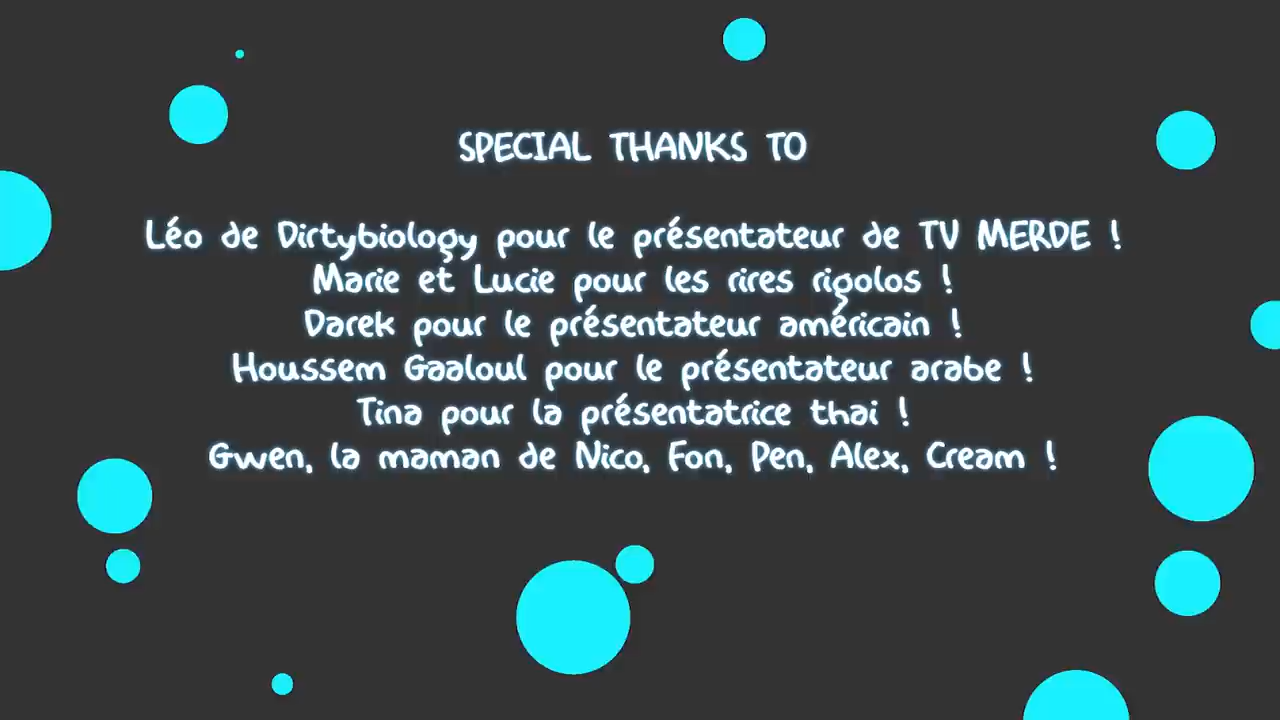 SPECIAL THANKS TO
Léo de Dirtybiology pour le présentateur de TV MERDE !
Marie et Lucie pour les rires rigolos !
Darek pour le présentateur américain !
Houssem Gaaloul pour le présentateur arabe !
Tina pour la présentatrice thai !
Gwen, la maman de Nico, Fon, Pen, Alex, Cream !